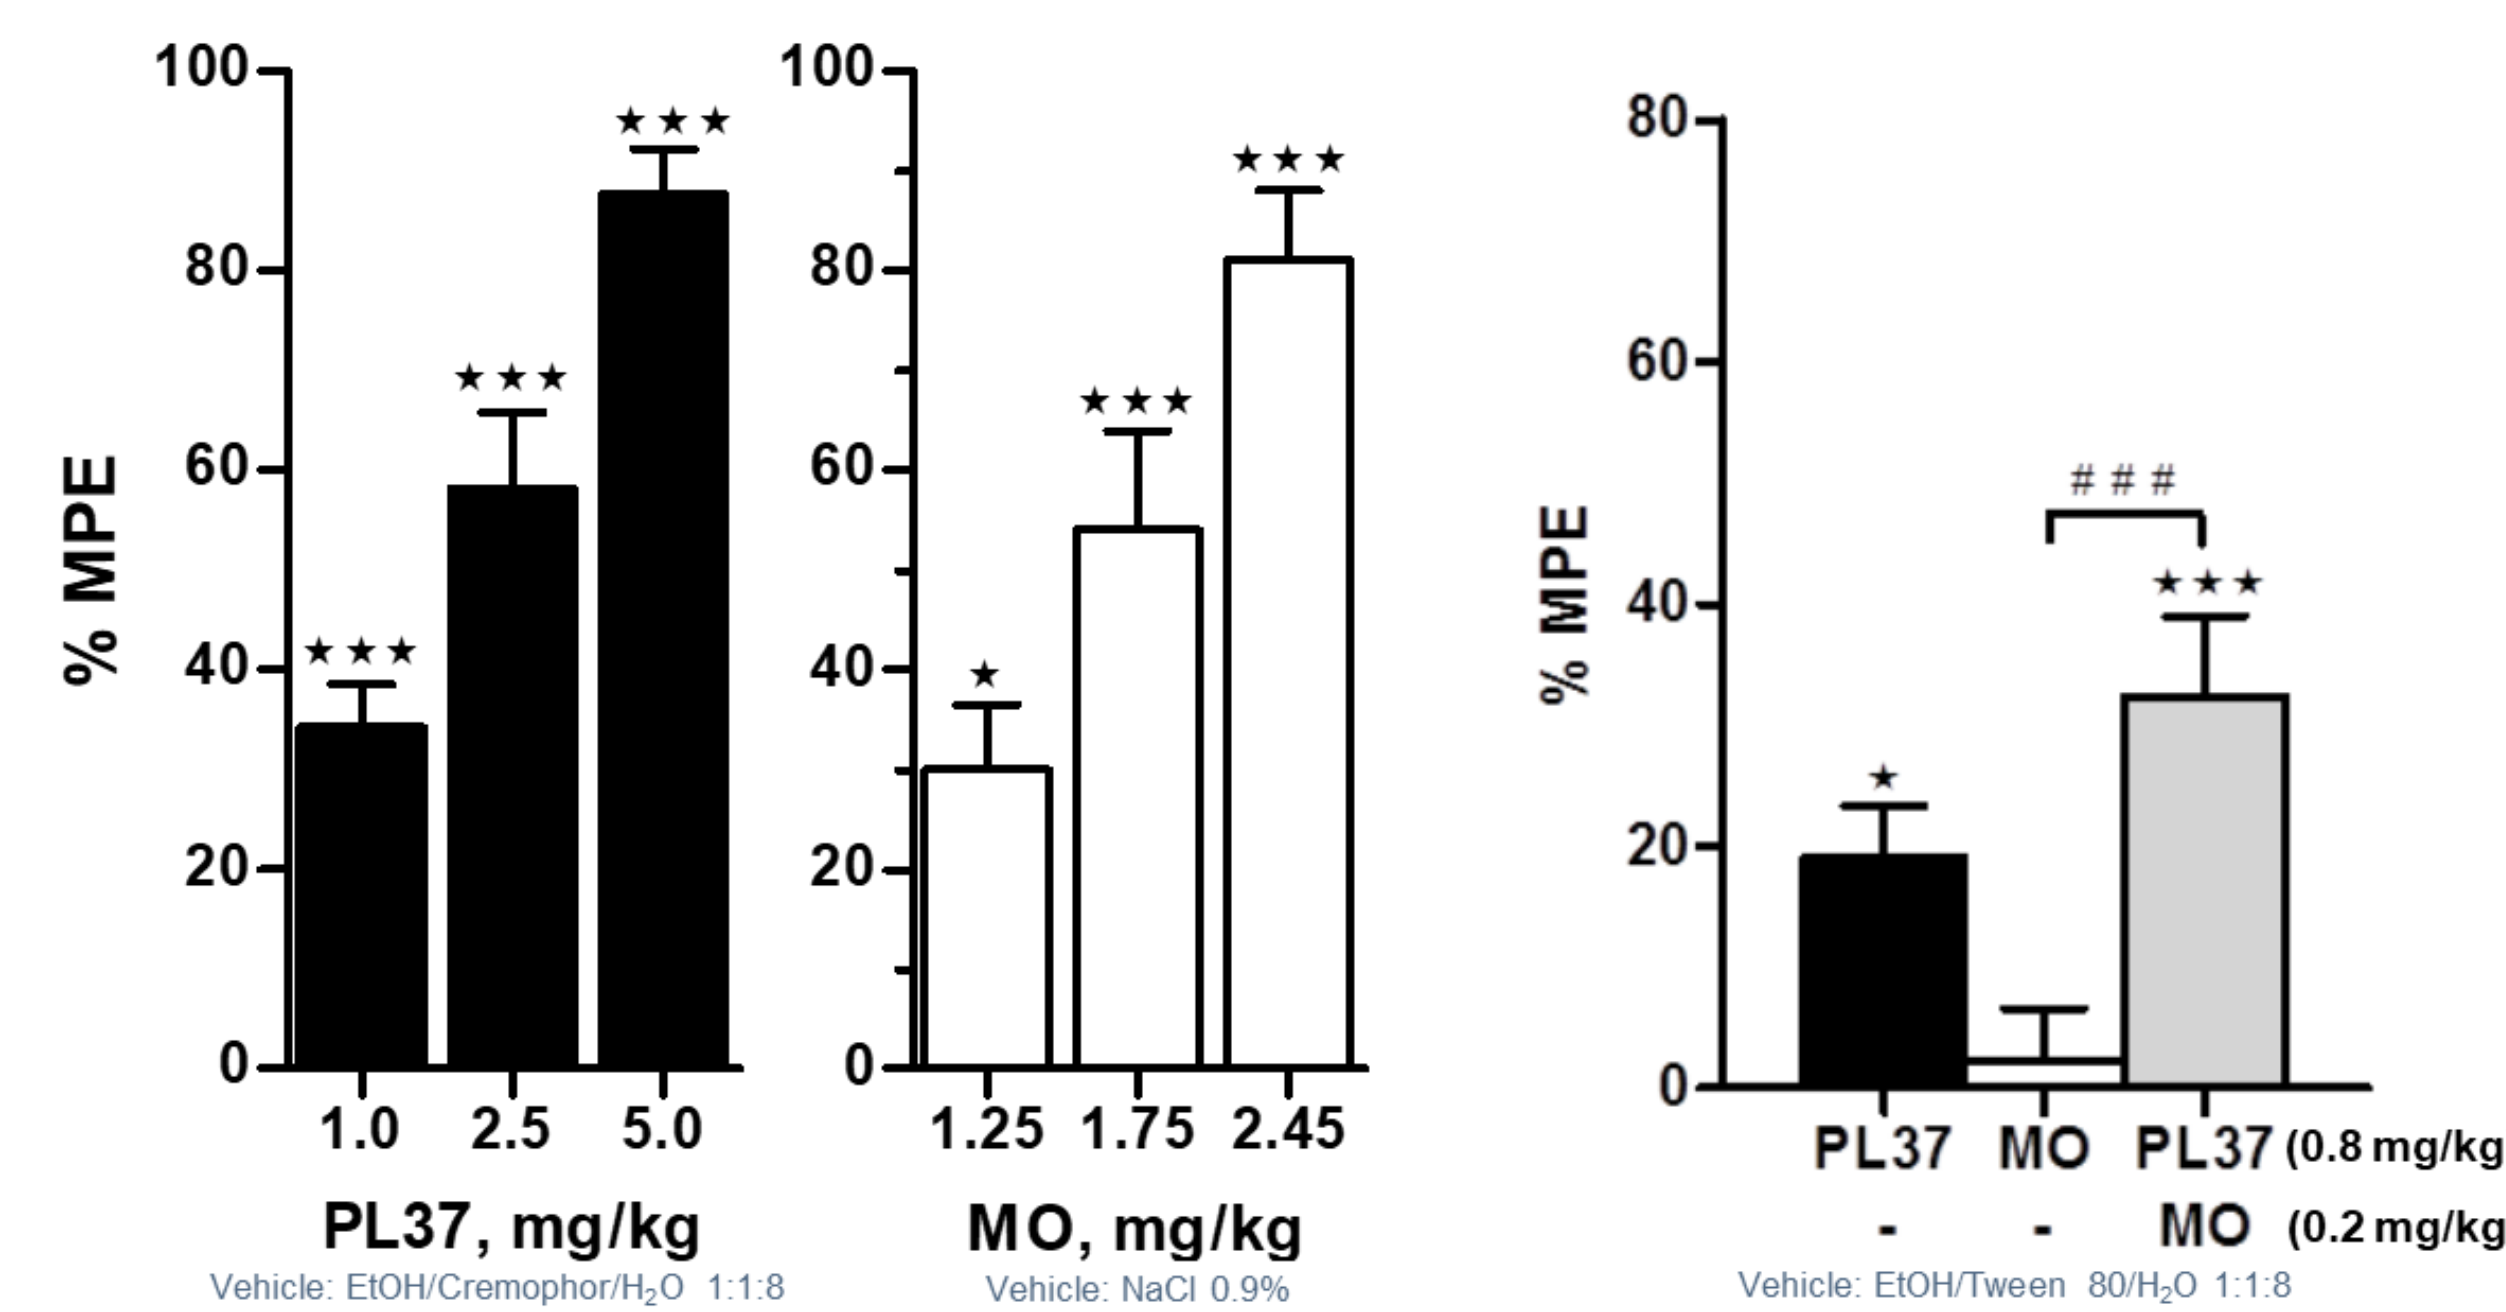 100
80
60
40
20
0
% MPE
★★★
★★★
★★★
1.0 2.5 5.0
PL37, mg/kg
Vehicle: EtOH/Cremophor/H₂O 1:1:8
100
80
60
40
20
0
★
★★★
★★★
1.25 1.75 2.45
MO, mg/kg
Vehicle: NaCl 0.9%
80
60
40
20
0
% MPE
###
★
★★★
PL37 MO PL37 (0.8 mg/kg
- - MO (0.2 mg/kg
Vehicle: EtOH/Tween 80/H₂O 1:1:8